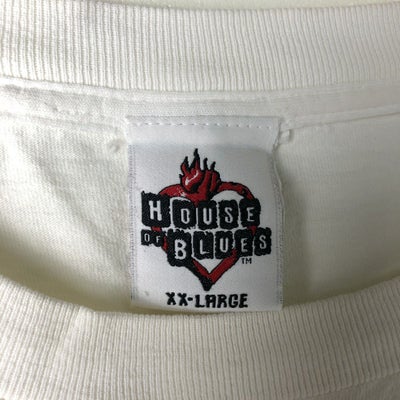 HOUSE
OF BLUES
TM
XX-LARGE